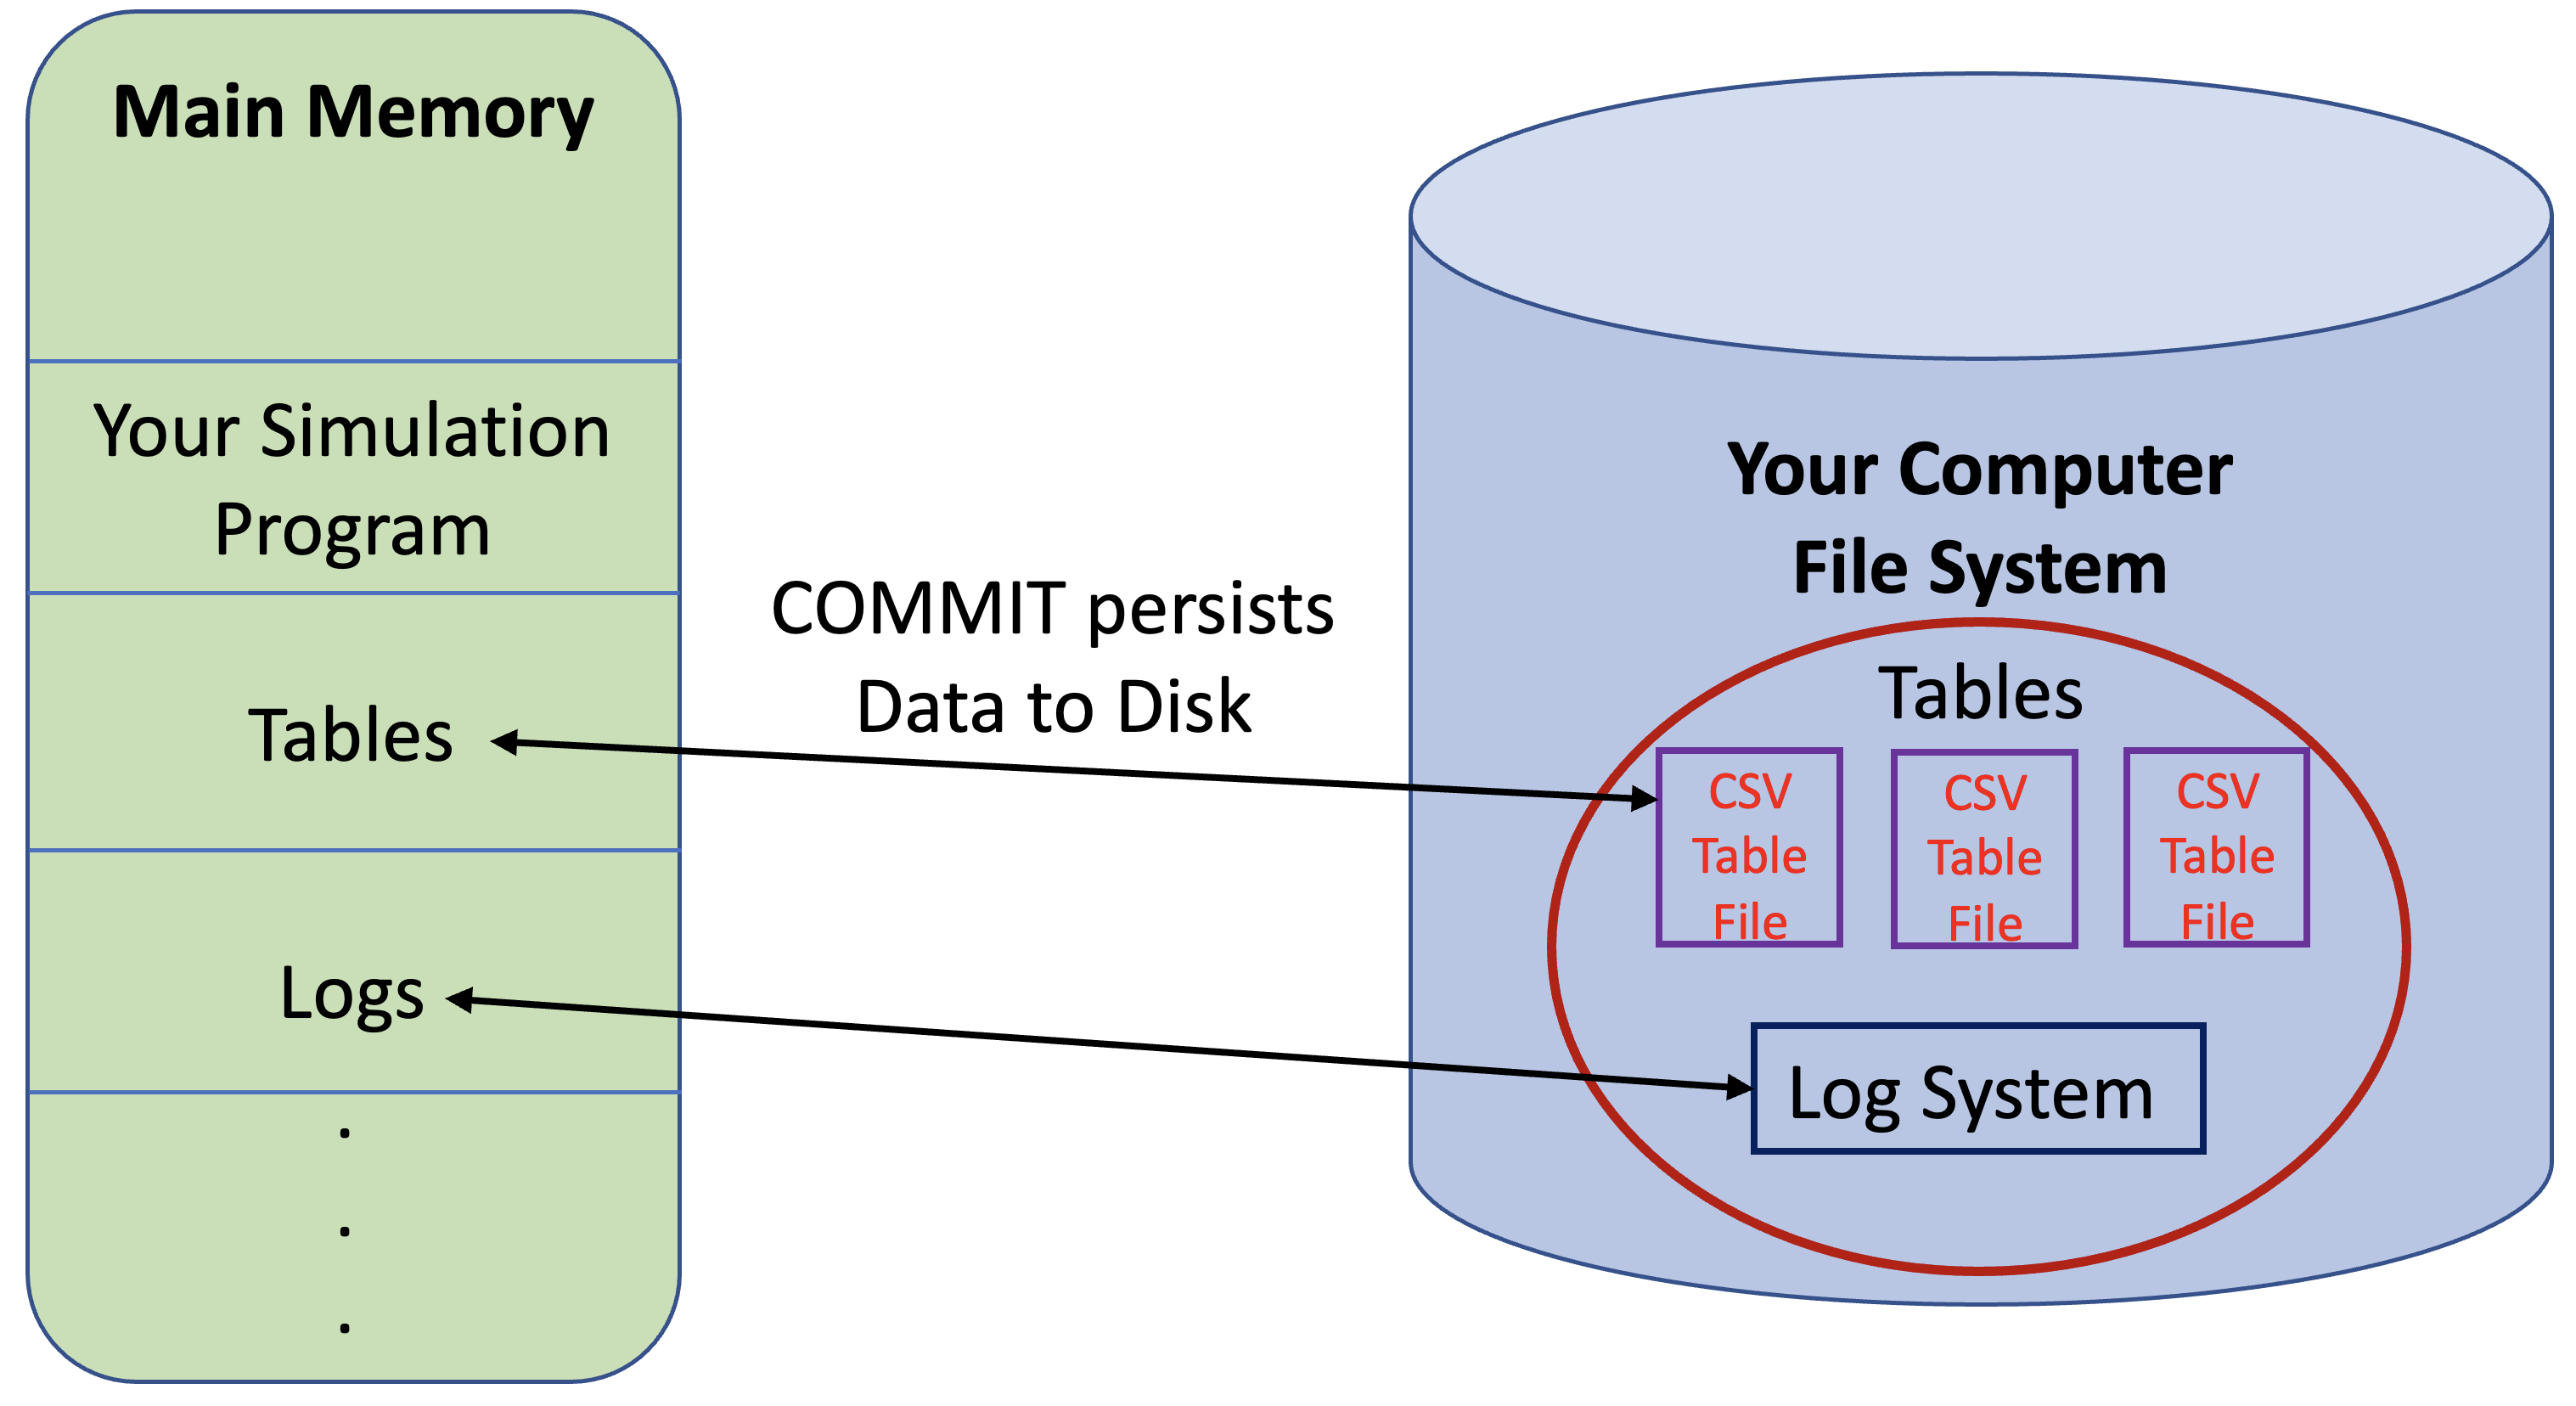 Main Memory
Your Simulation
Program
Tables
Logs
.
.
.
COMMIT persists
Data to Disk
Your Computer
File System
Tables
CSV
Table
File
CSV
Table
File
CSV
Table
File
Log System